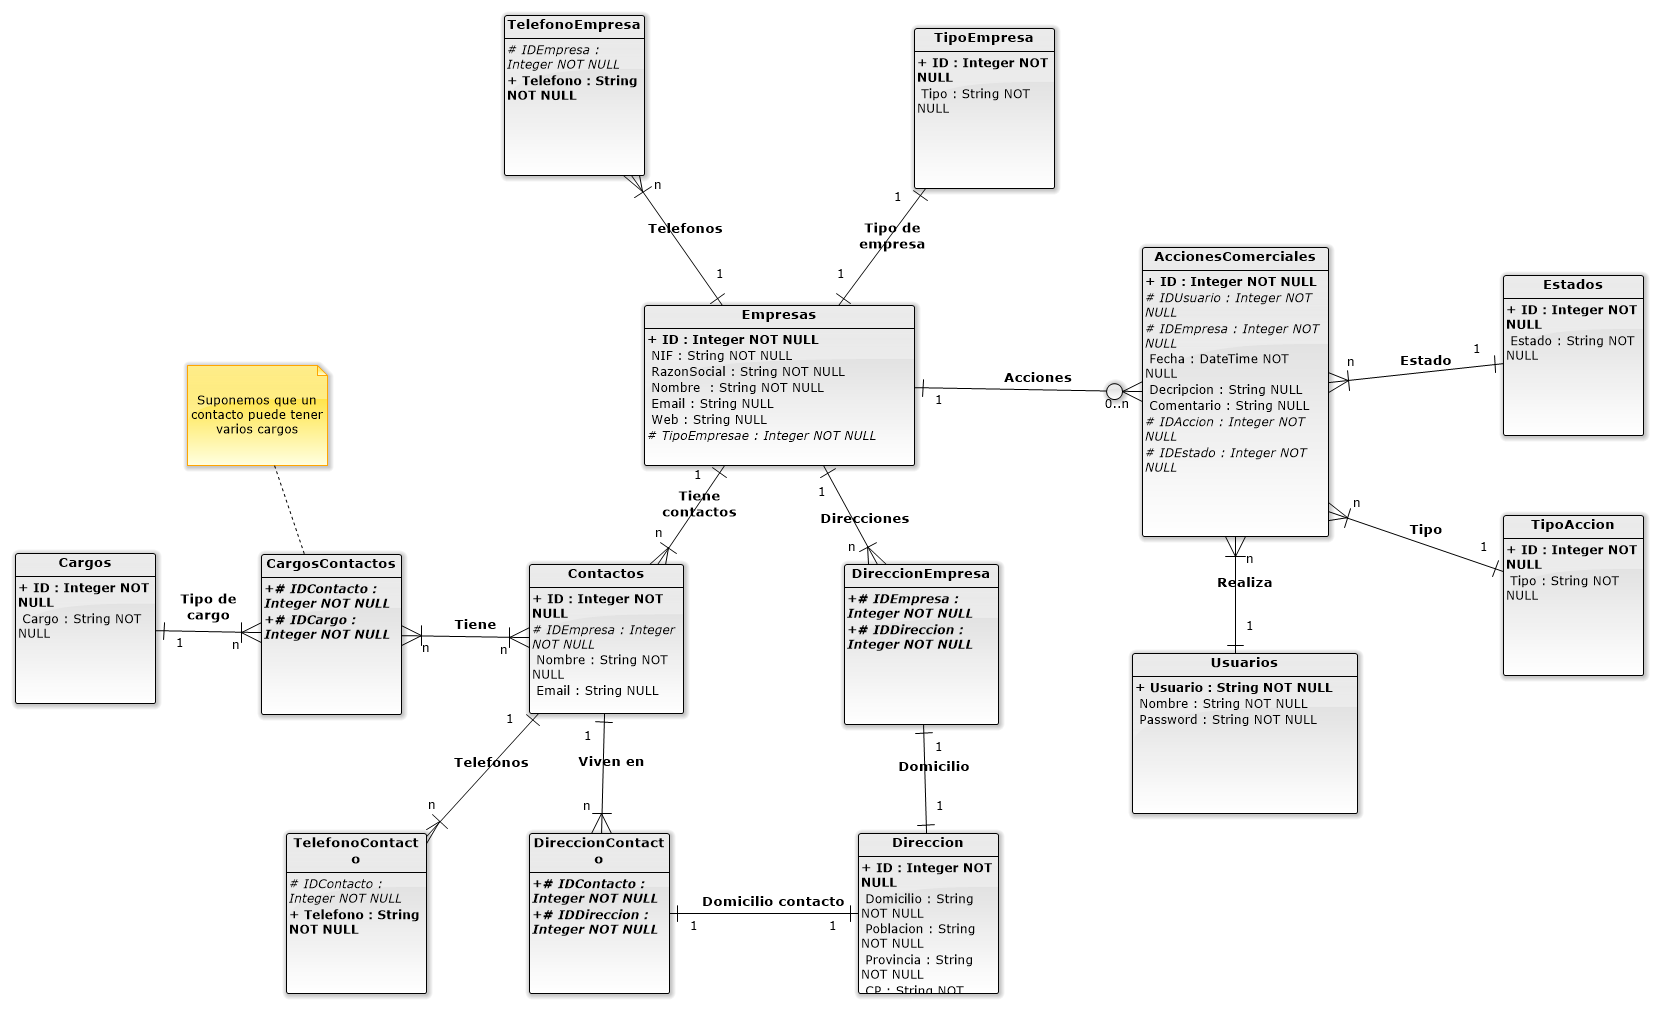 TelefonoEmpresa
# IDEmpresa :
Integer NOT NULL
+ Telefono : String
NOT NULL
TipoEmpresa
+ ID : Integer NOT
NULL
Tipo : String NOT
NULL
n
Telefonos
1
1
Tipo de
empresa
1
Empresas
+ ID : Integer NOT NULL
NIF : String NOT NULL
RazonSocial : String NOT NULL
Nombre : String NOT NULL
Email : String NULL
Web : String NULL
# TipoEmpresae : Integer NOT NULL
Acciones
1
0..n
AccionesComerciales
+ ID : Integer NOT NULL
# IDUsuario : Integer NOT
NULL
# IDEmpresa : Integer NOT
NULL
Fecha : DateTime NOT
NULL
Decripcion : String NULL
Comentario : String NULL
# IDAccion : Integer NOT
NULL
# IDEstado : Integer NOT
NULL
n
Estado
1
Estados
+ ID : Integer NOT
NULL
Estado : String NOT
NULL
n
Tipo
1
TipoAccion
+ ID : Integer NOT
NULL
Tipo : String NOT
NULL
n
Realiza
1
Usuarios
+ Usuario : String NOT NULL
Nombre : String NOT NULL
Password : String NOT NULL
Suponemos que un
contacto puede tener
varios cargos
1
Tiene
contactos
n
1
Direcciones
n
Cargos
+ ID : Integer NOT
NULL
Cargo : String NOT
NULL
Tipo de
cargo
1
n
CargosContactos
+# IDContacto :
Integer NOT NULL
+# IDCargo :
Integer NOT NULL
Tiene
n
n
Contactos
+ ID : Integer NOT
NULL
# IDEmpresa : Integer
NOT NULL
Nombre : String NOT
NULL
Email : String NULL
DireccionEmpresa
+# IDEmpresa :
Integer NOT NULL
+# IDDireccion :
Integer NOT NULL
1
Telefonos
n
1
Viven en
n
1
Domicilio
1
TelefonoContact
o
# IDContacto :
Integer NOT NULL
+ Telefono : String
NOT NULL
DireccionContact
o
+# IDContacto :
Integer NOT NULL
+# IDDireccion :
Integer NOT NULL
Domicilio contacto
1
1
Direccion
+ ID : Integer NOT
NULL
Domicilio : String
NOT NULL
Poblacion : String
NOT NULL
Provincia : String
NOT NULL
CP : String NOT